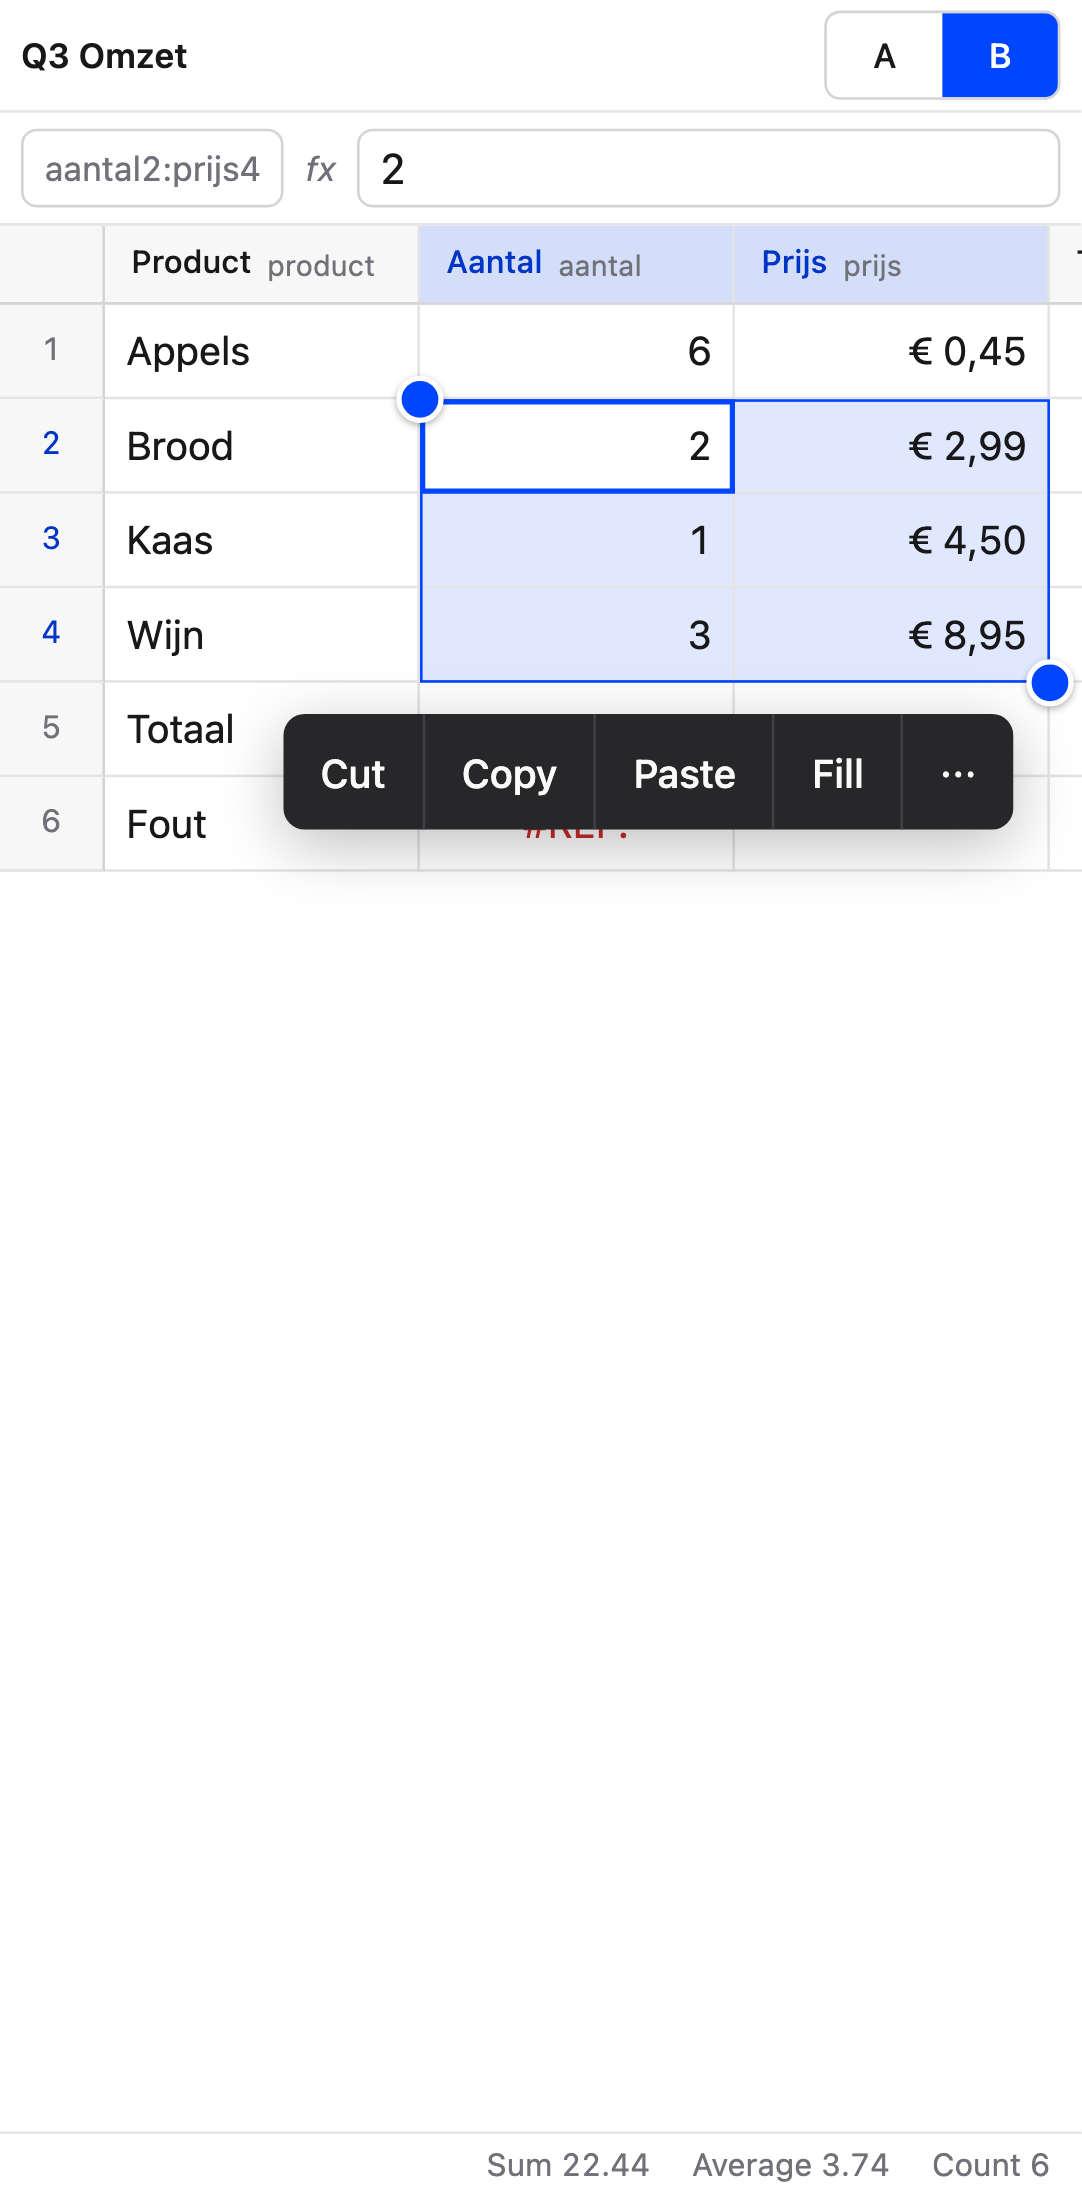 Q3 Omzet A B
aantal2:prijs4 fx 2
Product product Aantal aantal Prijs prijs
1 Appels 6 € 0,45
2 Brood 2 € 2,99
3 Kaas 1 € 4,50
4 Wijn 3 € 8,95
5 Totaal
Cut Copy Paste Fill ...
6 Fout
Sum 22.44 Average 3.74 Count 6